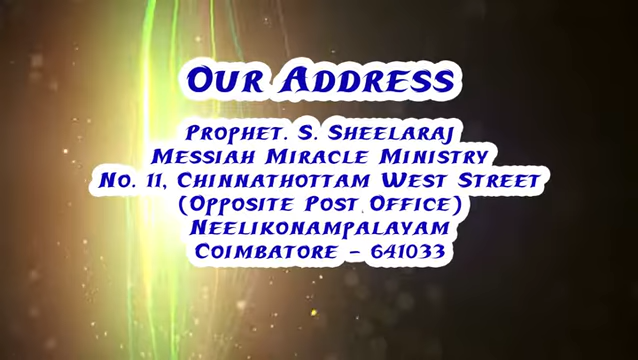 Our Address
Prophet. S. Sheelaraj
Messiah Miracle Ministry
No. 11, Chinnathottam West Street
(Opposite Post Office)
Neelikonampalayam
Coimbatore - 641033